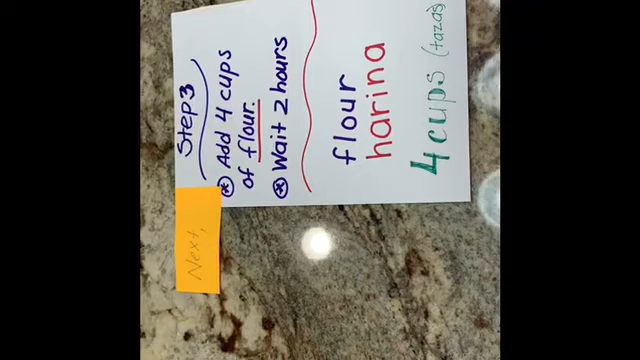 Next,
Step 3
* Add 4 cups
of flour.
* Wait 2 hours
flour
harina
4 cups (tazas)